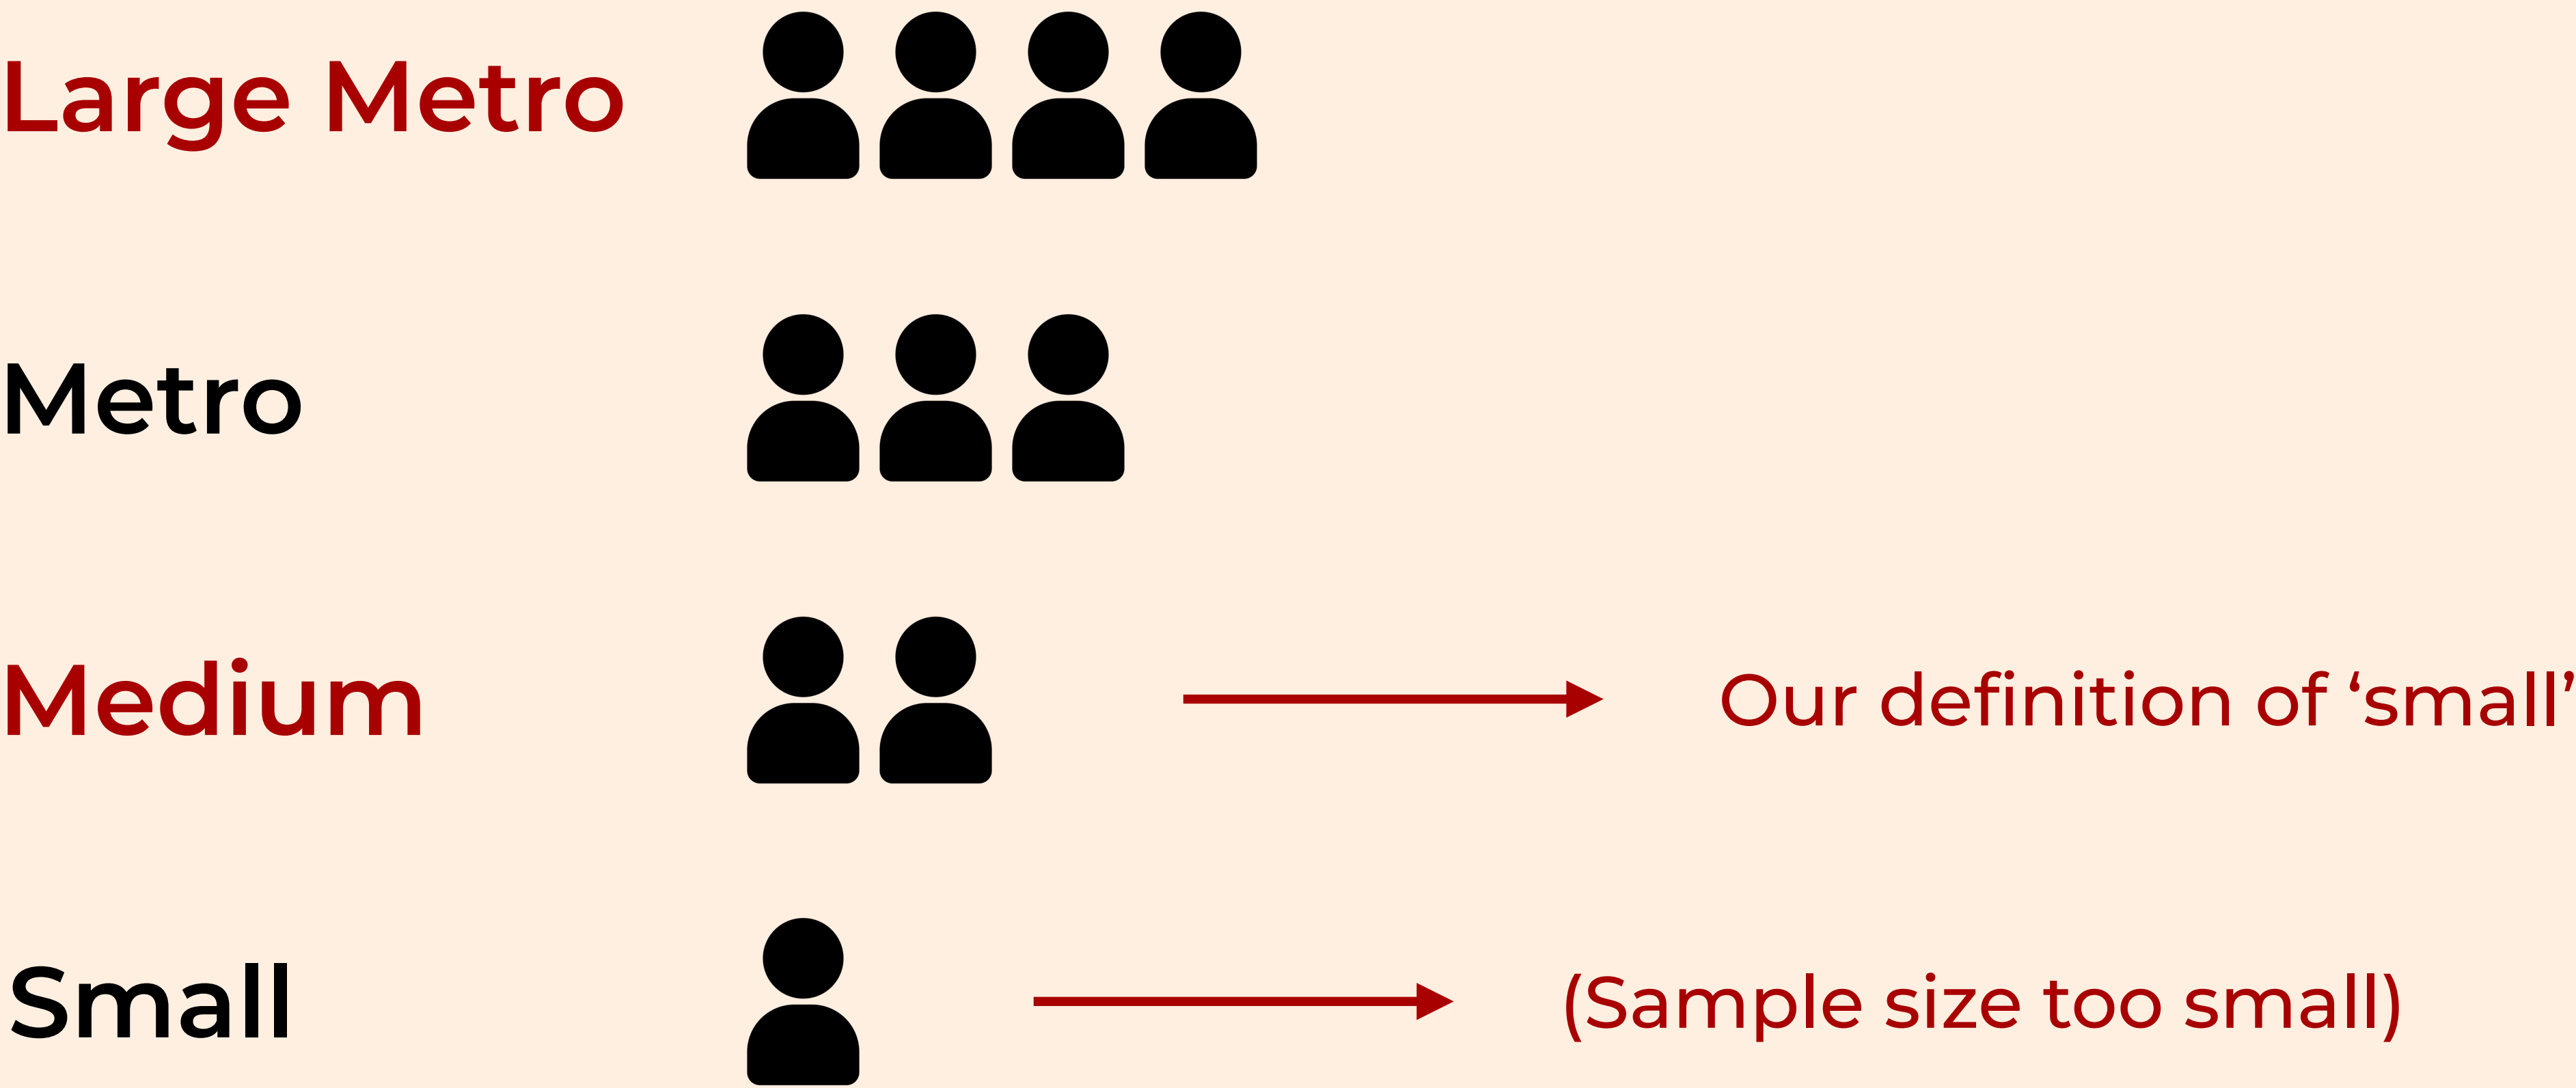 Large Metro
Metro
Medium
Our definition of ‘small’
Small
(Sample size too small)